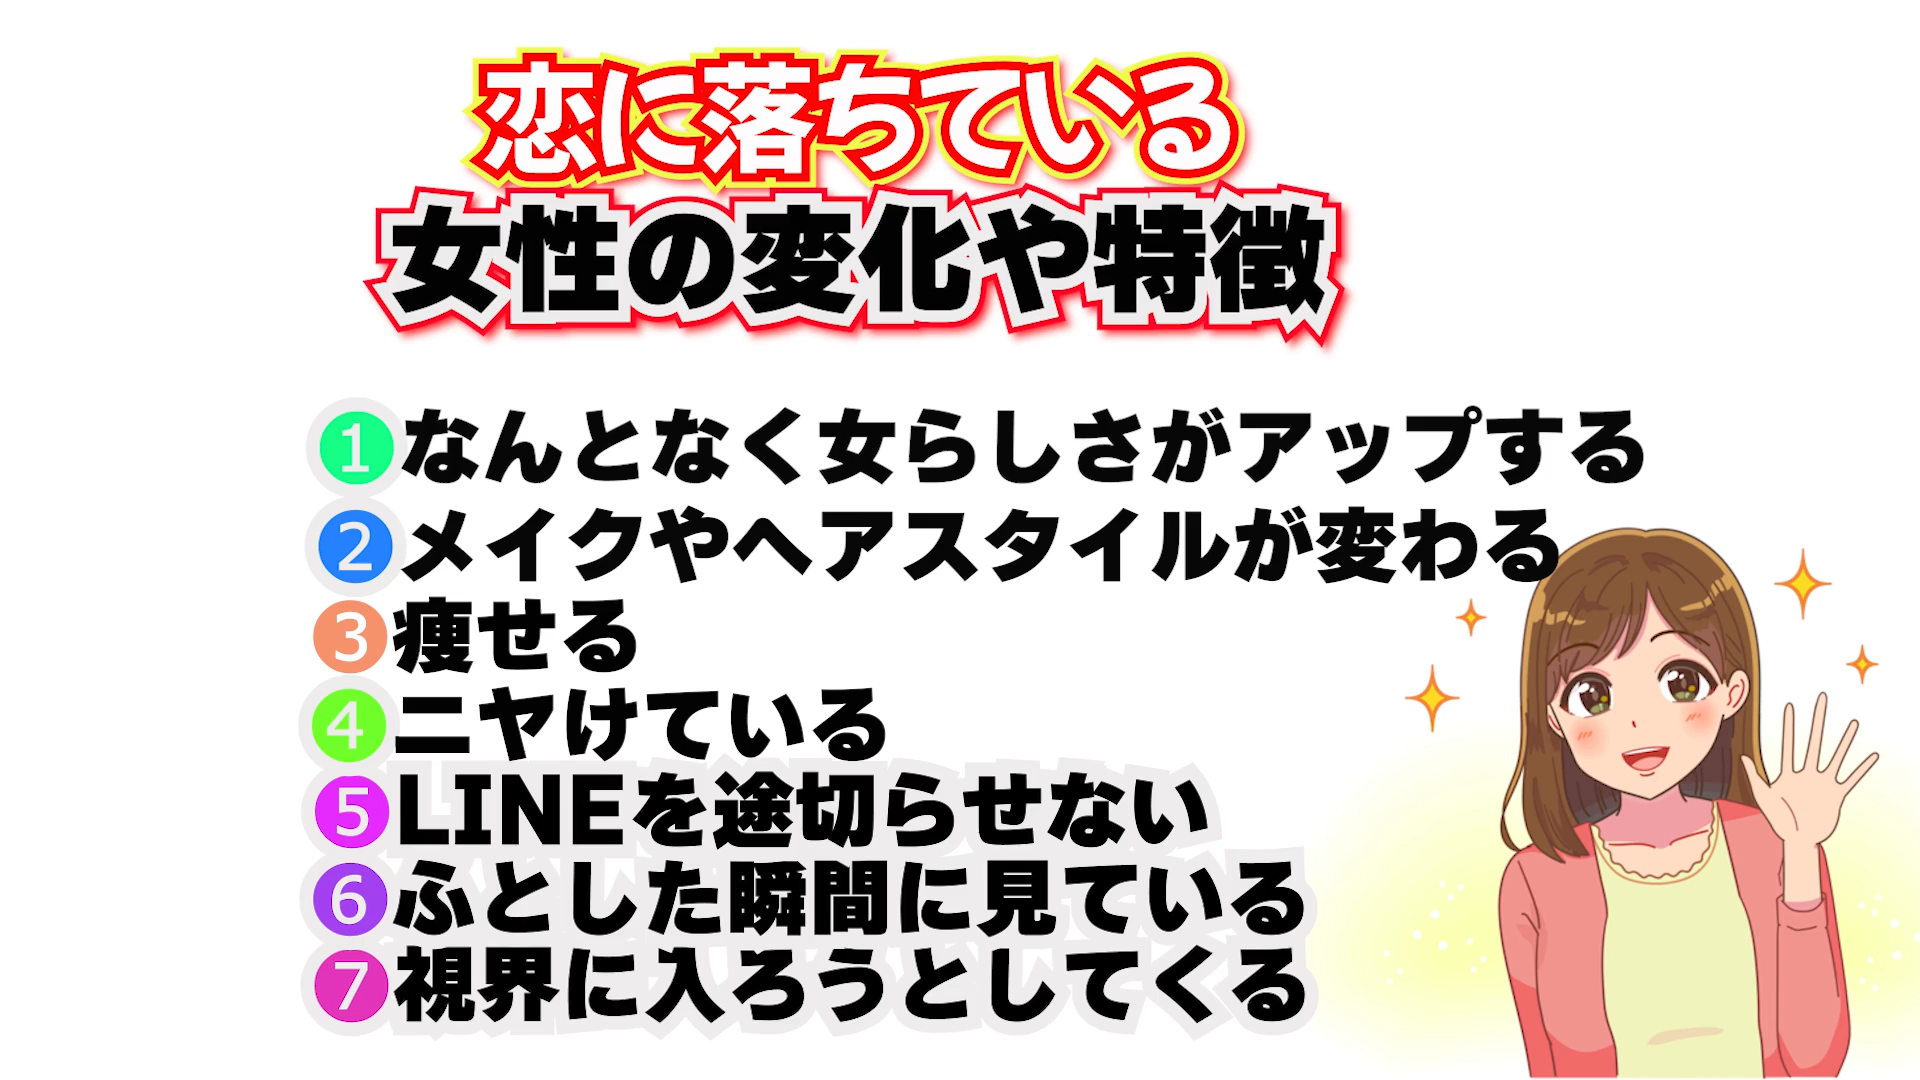 恋に落ちている
女性の変化や特徴
1なんとなく女らしさがアップする
2メイクやヘアスタイルが変わる
3痩せる
4ニヤけている
5LINEを途切らせない
6ふとした瞬間に見ている
7視界に入ろうとしてくる